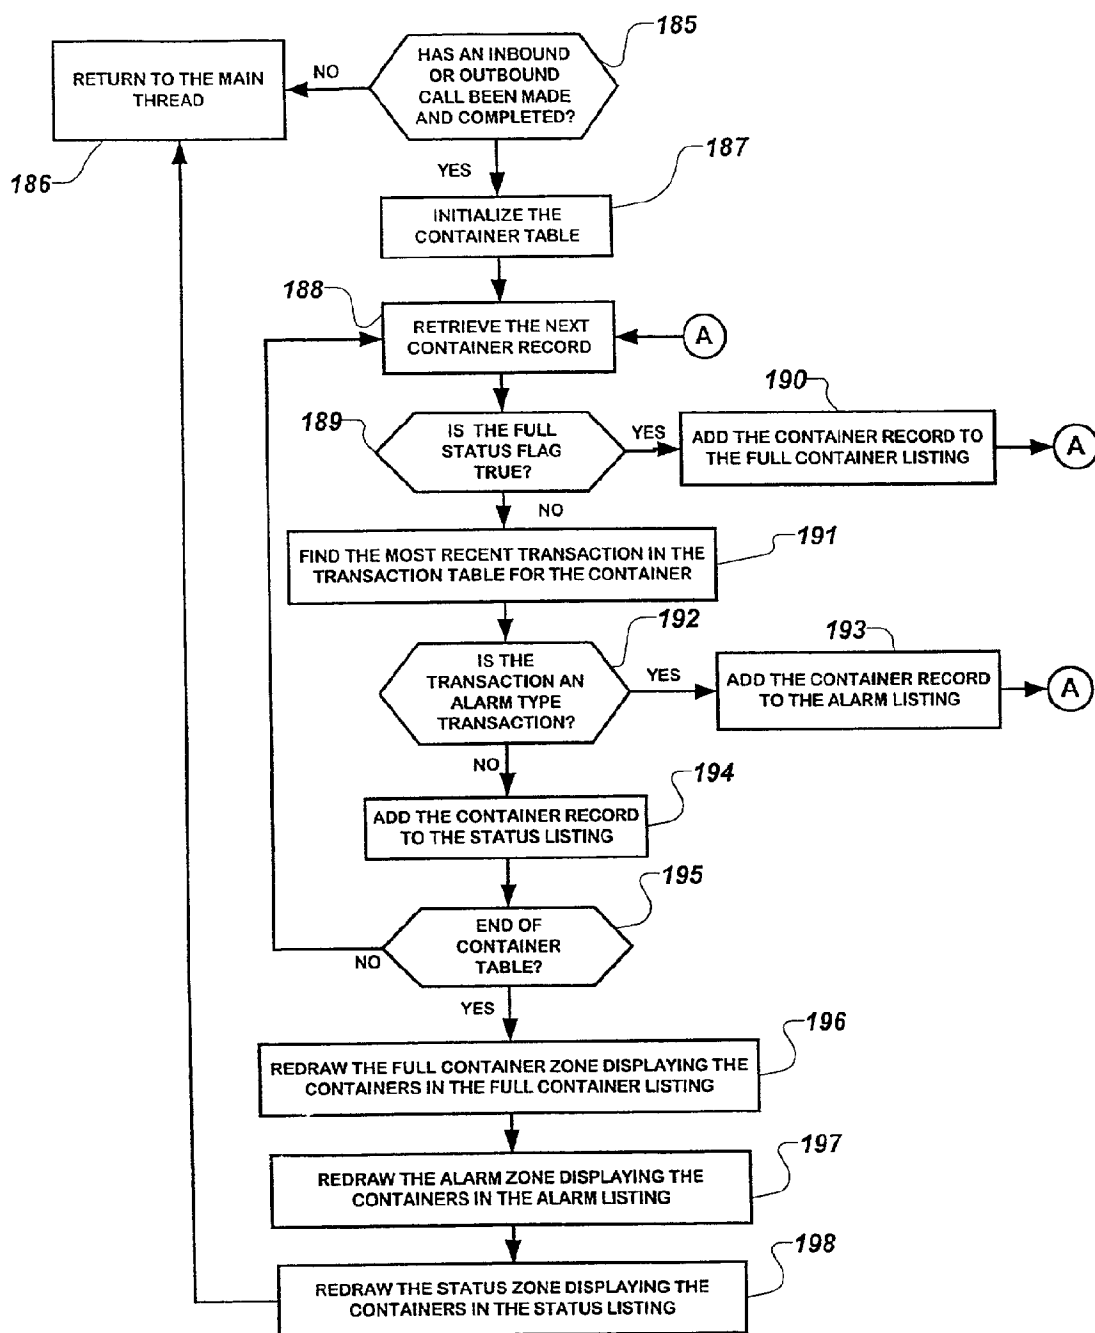 185
HAS AN INBOUND
OR OUTBOUND
CALL BEEN MADE
AND COMPLETED?
NO
RETURN TO THE MAIN
THREAD
186
YES
187
INITIALIZE THE
CONTAINER TABLE
188
RETRIEVE THE NEXT
CONTAINER RECORD
A
189
IS THE FULL
STATUS FLAG
TRUE?
YES
190
ADD THE CONTAINER RECORD TO
THE FULL CONTAINER LISTING
A
NO
191
FIND THE MOST RECENT TRANSACTION IN THE
TRANSACTION TABLE FOR THE CONTAINER
192
IS THE
TRANSACTION AN
ALARM TYPE
TRANSACTION?
YES
193
ADD THE CONTAINER RECORD
TO THE ALARM LISTING
A
NO
194
ADD THE CONTAINER RECORD
TO THE STATUS LISTING
195
END OF
CONTAINER
TABLE?
NO
YES
196
REDRAW THE FULL CONTAINER ZONE DISPLAYING THE
CONTAINERS IN THE FULL CONTAINER LISTING
197
REDRAW THE ALARM ZONE DISPLAYING THE
CONTAINERS IN THE ALARM LISTING
198
REDRAW THE STATUS ZONE DISPLAYING THE
CONTAINERS IN THE STATUS LISTING